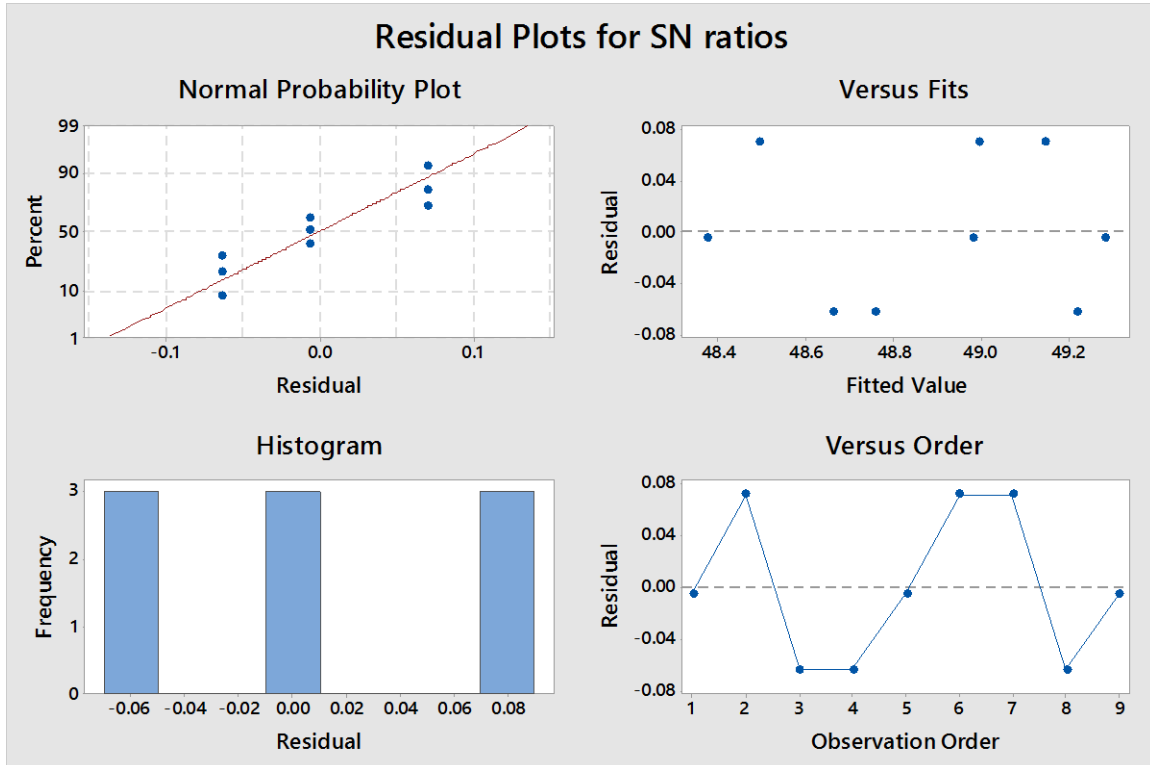 Residual Plots for SN ratios
Normal Probability Plot
99
90
50
10
1
Percent
-0.1 0.0 0.1
Residual
Versus Fits
0.08
0.04
0.00
-0.04
-0.08
Residual
48.4 48.6 48.8 49.0 49.2
Fitted Value
Histogram
3
2
1
0
Frequency
-0.06 -0.04 -0.02 0.00 0.02 0.04 0.06 0.08
Residual
Versus Order
0.08
0.04
0.00
-0.04
-0.08
Residual
1 2 3 4 5 6 7 8 9
Observation Order